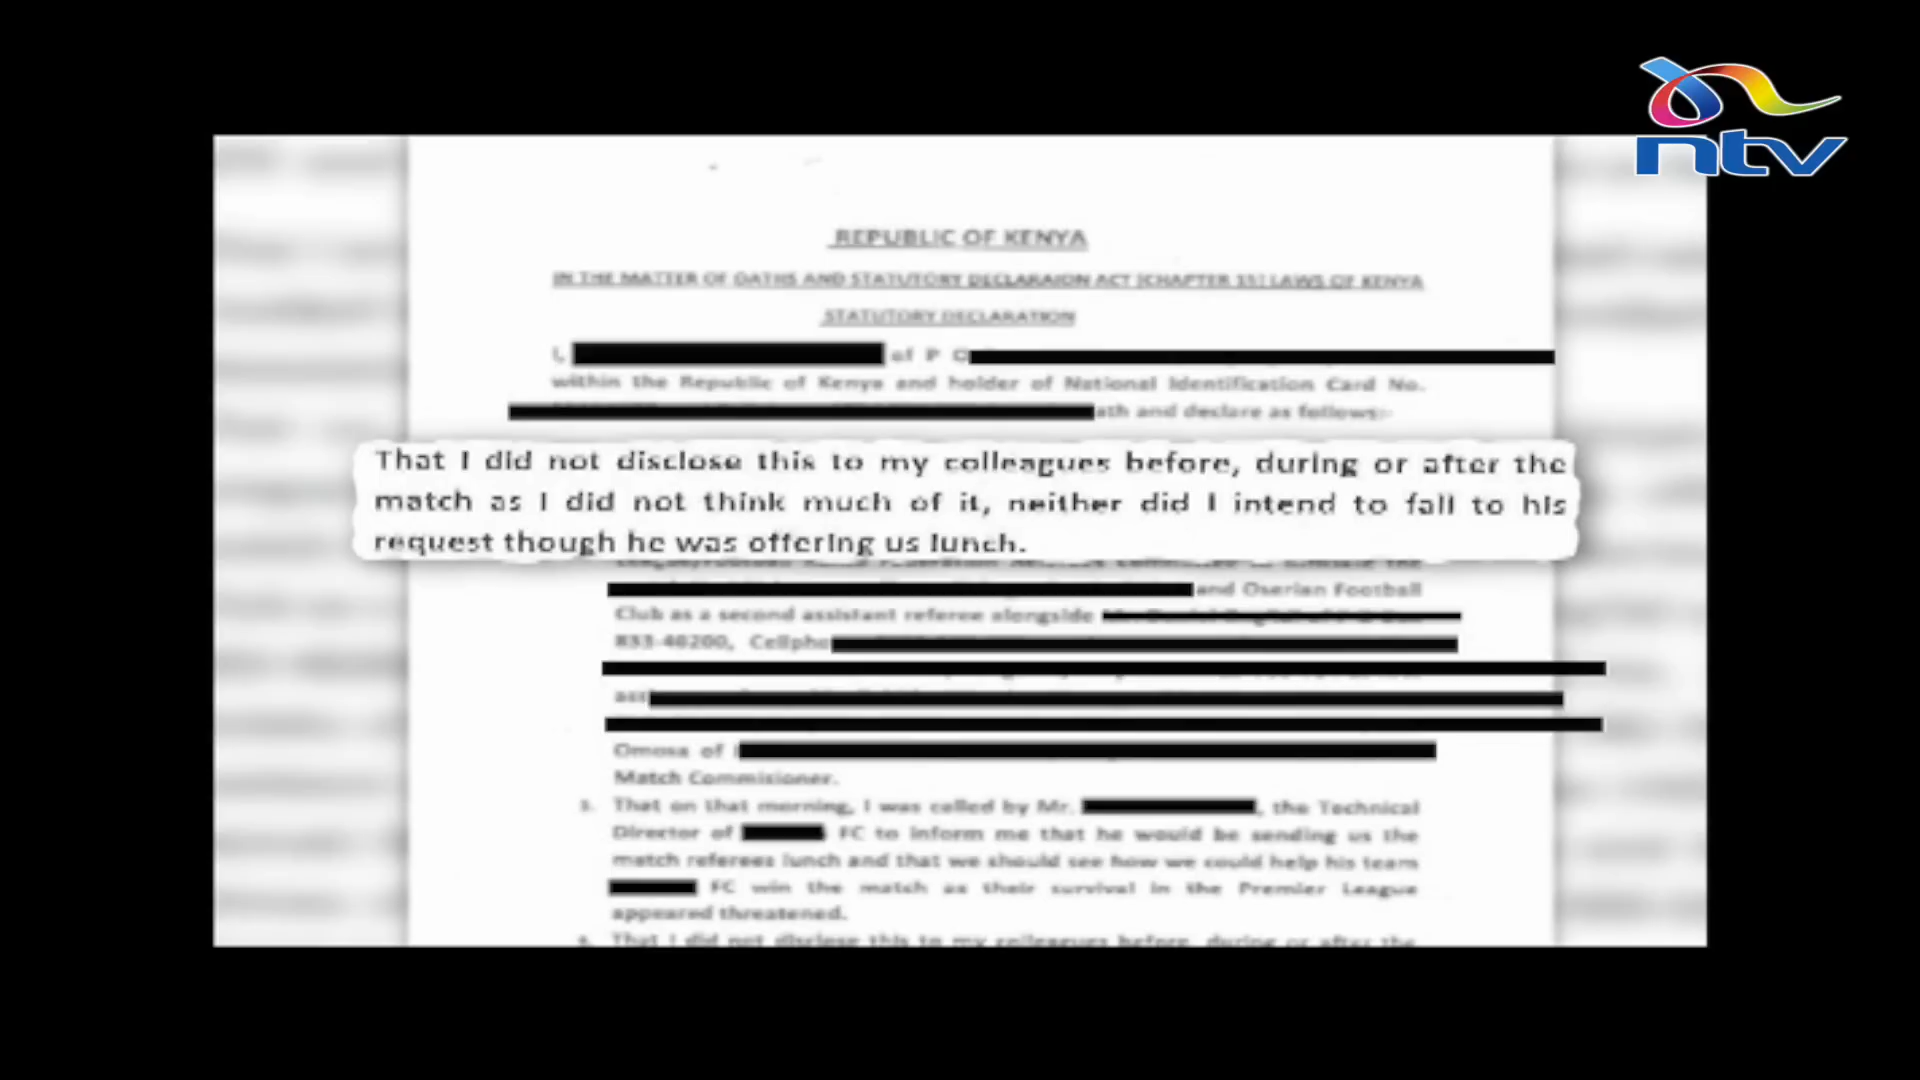 ntv
REPUBLIC OF KENYA
IN THE MATTER OF OATHS AND STATUTORY DECLARAION ACT [CHAPTER 15] LAWS OF KENYA
STATUTORY DECLARATION
I, of P O
within the Republic of Kenya and holder of National Identification Card No.
ath and declare as follows:-
That I did not disclose this to my colleagues before, during or after the
match as I did not think much of it, neither did I intend to fall to his
request though he was offering us lunch.
and Oserian Football
Club as a second assistant referee alongside
833-40200, Cellpho
ass
Omosa of
Match Commisioner.
3. That on that morning, I was called by Mr. , the Technical
Director of FC to inform me that he would be sending us the
match referees lunch and that we should see how we could help his team
FC win the match as their survival in the Premier League
appeared threatened.
4. That I did not disclose this to my colleagues before, during or after the